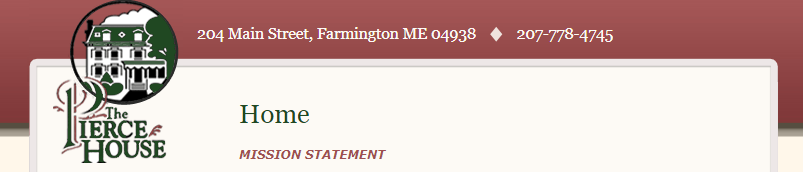 204 Main Street, Farmington ME 04938 ♦ 207-778-4745
The
PIERCE
HOUSE
Home
MISSION STATEMENT